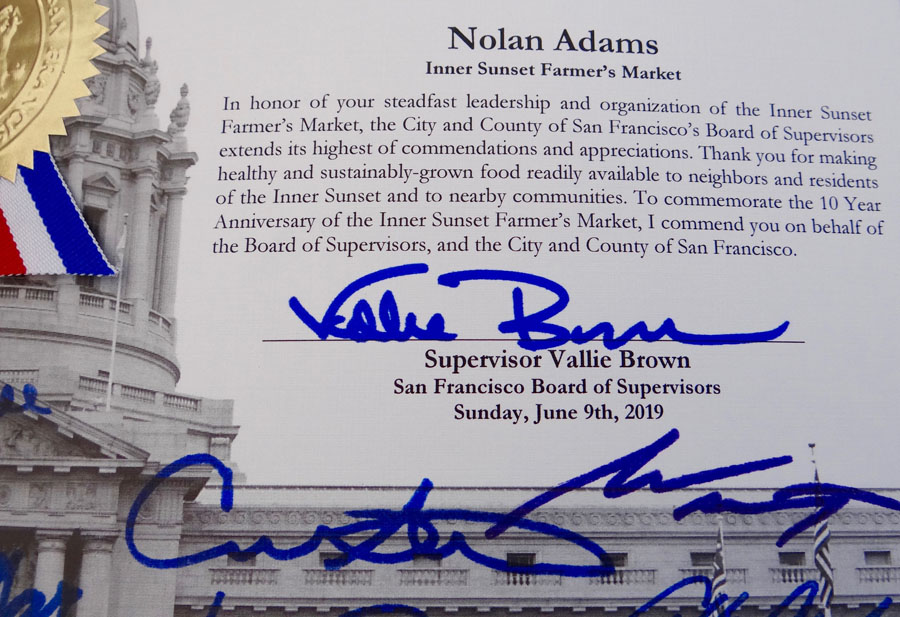 Nolan Adams
Inner Sunset Farmer's Market
In honor of your steadfast leadership and organization of the Inner Sunset
Farmer's Market, the City and County of San Francisco's Board of Supervisors
extends its highest of commendations and appreciations. Thank you for making
healthy and sustainably-grown food readily available to neighbors and residents
of the Inner Sunset and to nearby communities. To commemorate the 10 Year
Anniversary of the Inner Sunset Farmer's Market, I commend you on behalf of
the Board of Supervisors, and the City and County of San Francisco.
Vallie Brown
Supervisor Vallie Brown
San Francisco Board of Supervisors
Sunday, June 9th, 2019